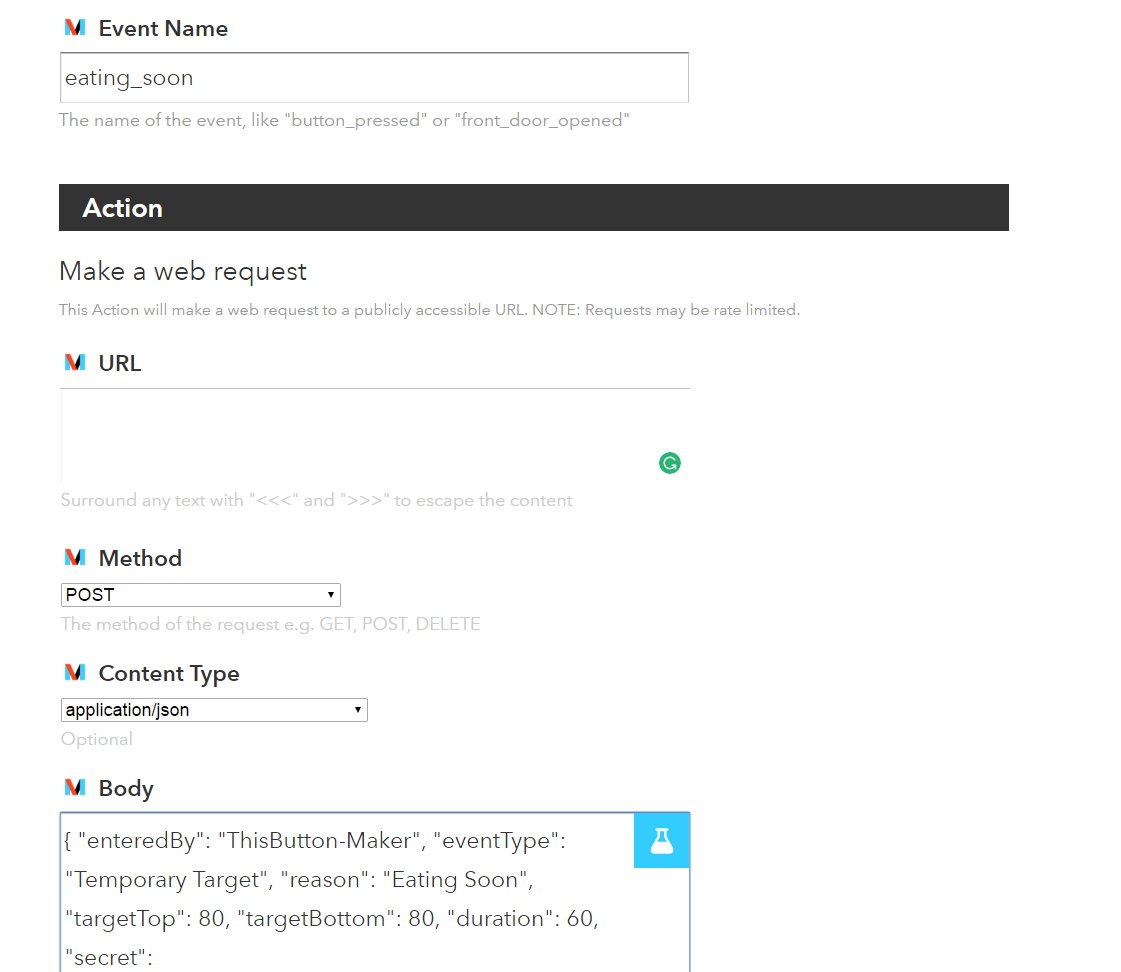 Event Name
eating_soon
The name of the event, like "button_pressed" or "front_door_opened"
Action
Make a web request
This Action will make a web request to a publicly accessible URL. NOTE: Requests may be rate limited.
URL
Surround any text with "<<<" and ">>>" to escape the content
Method
POST
The method of the request e.g. GET, POST, DELETE
Content Type
application/json
Optional
Body
{ "enteredBy": "ThisButton-Maker", "eventType":
"Temporary Target", "reason": "Eating Soon",
"targetTop": 80, "targetBottom": 80, "duration": 60,
"secret":